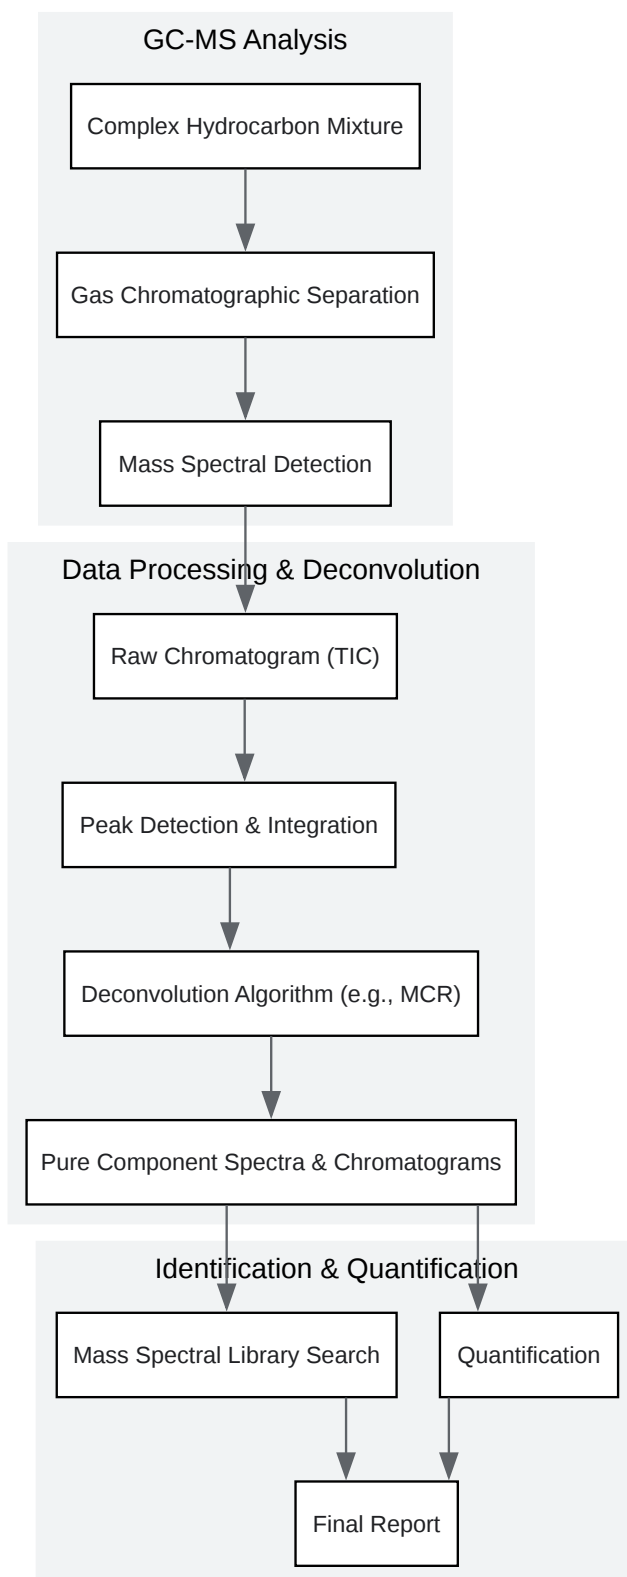 GC-MS Analysis
Complex Hydrocarbon Mixture
Gas Chromatographic Separation
Mass Spectral Detection
Data Processing & Deconvolution
Raw Chromatogram (TIC)
Peak Detection & Integration
Deconvolution Algorithm (e.g., MCR)
Pure Component Spectra & Chromatograms
Identification & Quantification
Mass Spectral Library Search
Quantification
Final Report